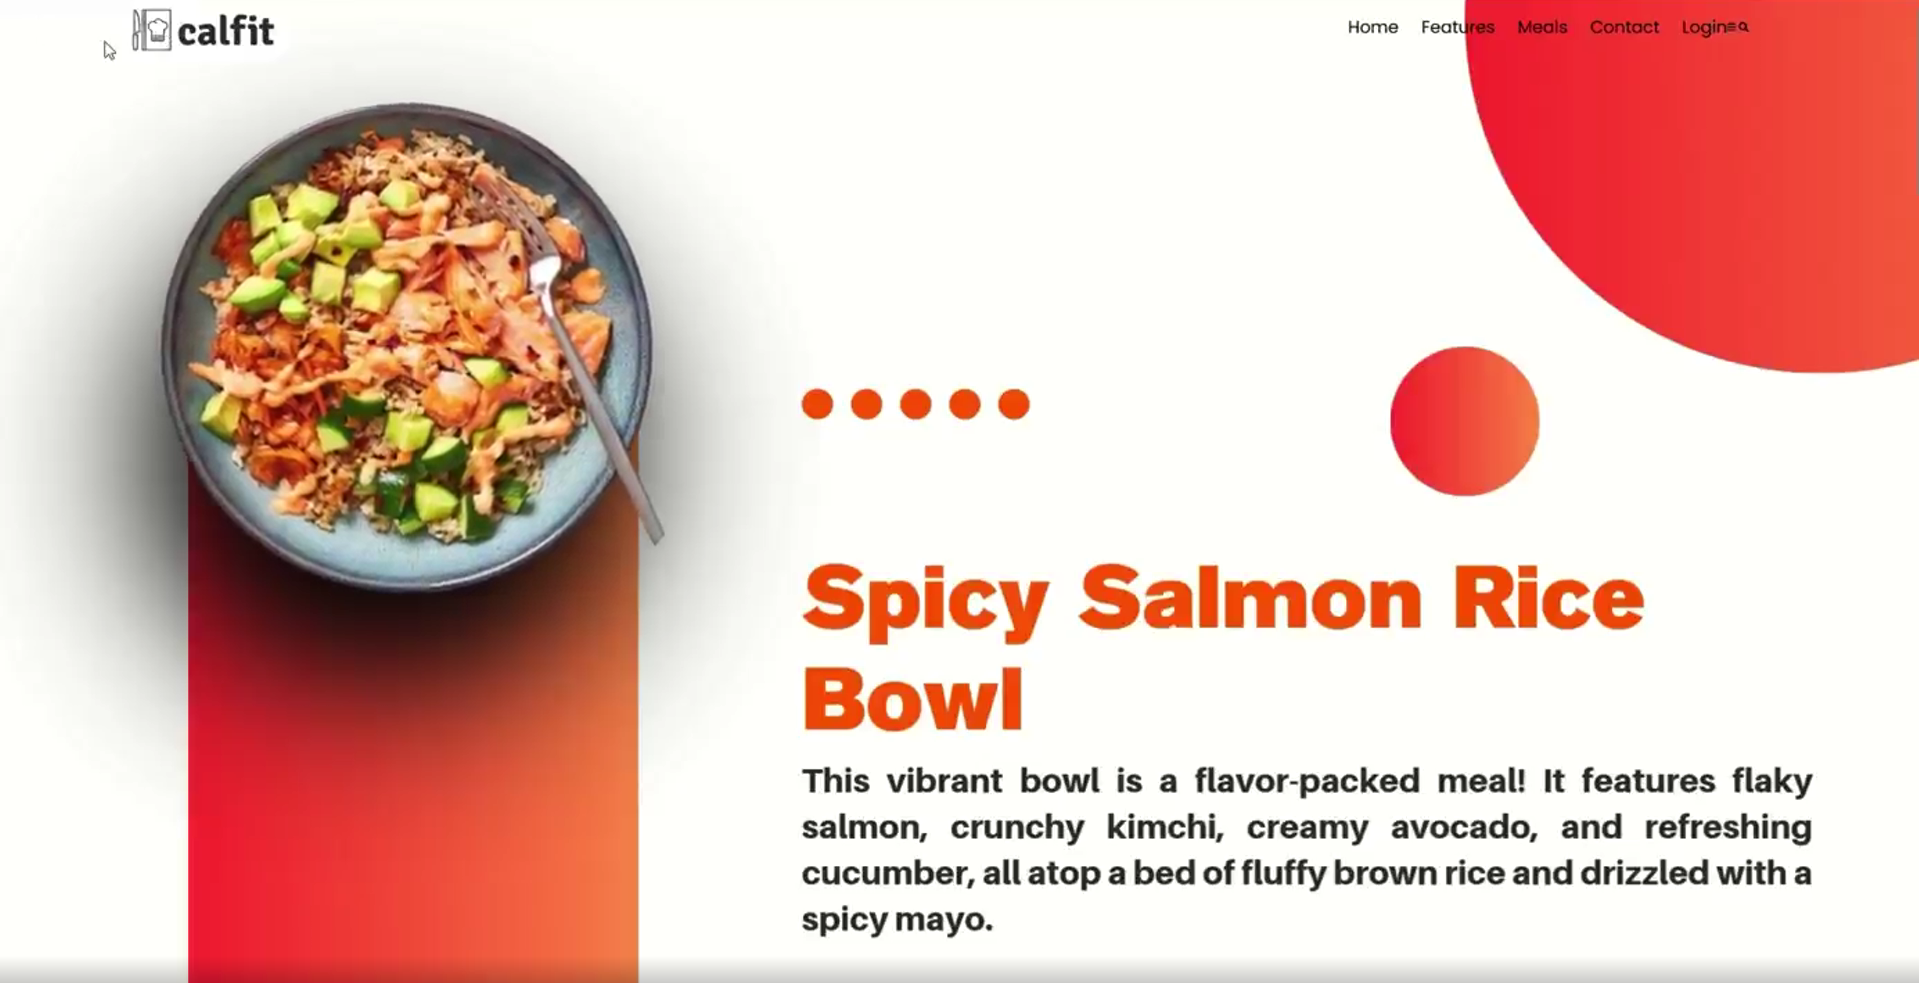 calfit
Home Features Meals Contact Login
Spicy Salmon Rice
Bowl
This vibrant bowl is a flavor-packed meal! It features flaky
salmon, crunchy kimchi, creamy avocado, and refreshing
cucumber, all atop a bed of fluffy brown rice and drizzled with a
spicy mayo.